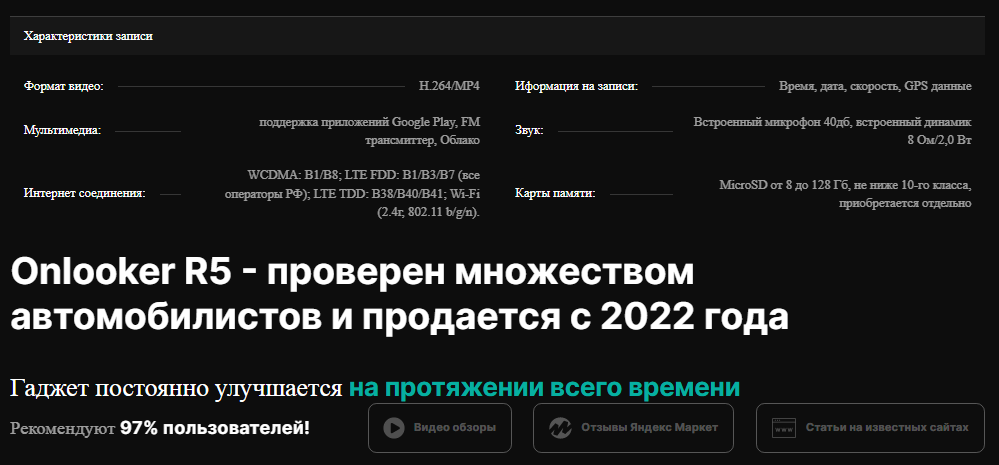 Характеристики записи
Формат видео: H.264/MP4
Иформация на записи: Время, дата, скорость, GPS данные
Мультимедиа: поддержка приложений Google Play, FM
трансмиттер, Облако
Звук: Встроенный микрофон 40дб, встроенный динамик
8 Ом/2,0 Вт
Интернет соединения: WCDMA: B1/B8; LTE FDD: B1/B3/B7 (все
операторы РФ); LTE TDD: B38/B40/B41; Wi-Fi
(2.4г, 802.11 b/g/n).
Карты памяти: MicroSD от 8 до 128 Гб, не ниже 10-го класса,
приобретается отдельно
Onlooker R5 - проверен множеством
автомобилистов и продается с 2022 года
Гаджет постоянно улучшается на протяжении всего времени
Рекомендуют 97% пользователей!
Видео обзоры
Отзывы Яндекс Маркет
www Статьи на известных сайтах